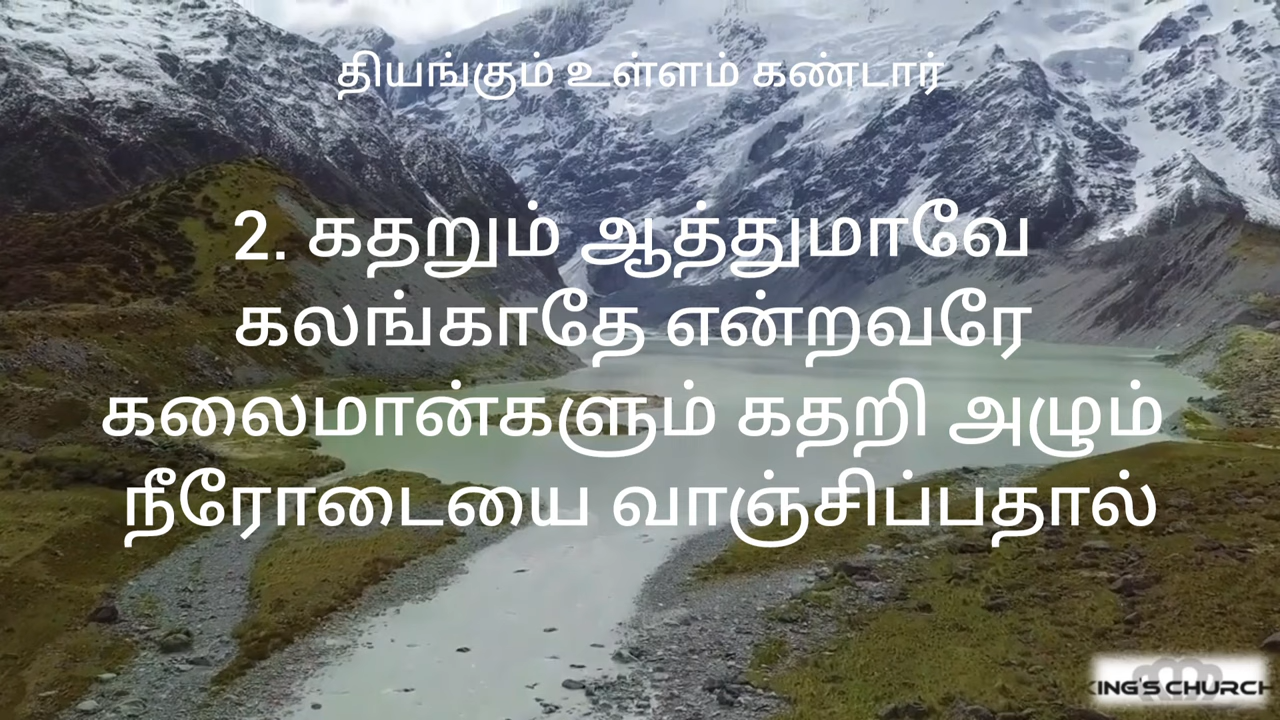 தியங்கும் உள்ளம் கண்டார்
2. கதறும் ஆத்துமாவே
கலங்காதே என்றவரே
கலைமான்களும் கதறி அழும்
நீரோடையை வாஞ்சிப்பதால்
KING'S CHURCH